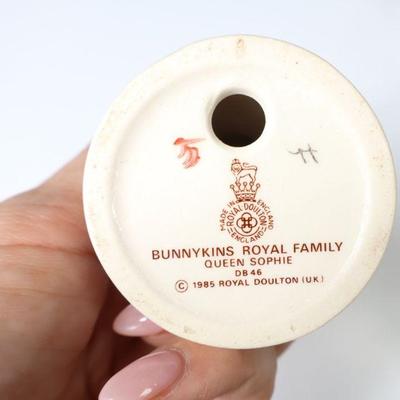 MADE IN ENGLAND
ROYAL DOULTON
ENGLAND
BUNNYKINS ROYAL FAMILY
QUEEN SOPHIE
DB 46
© 1985 ROYAL DOULTON (UK)